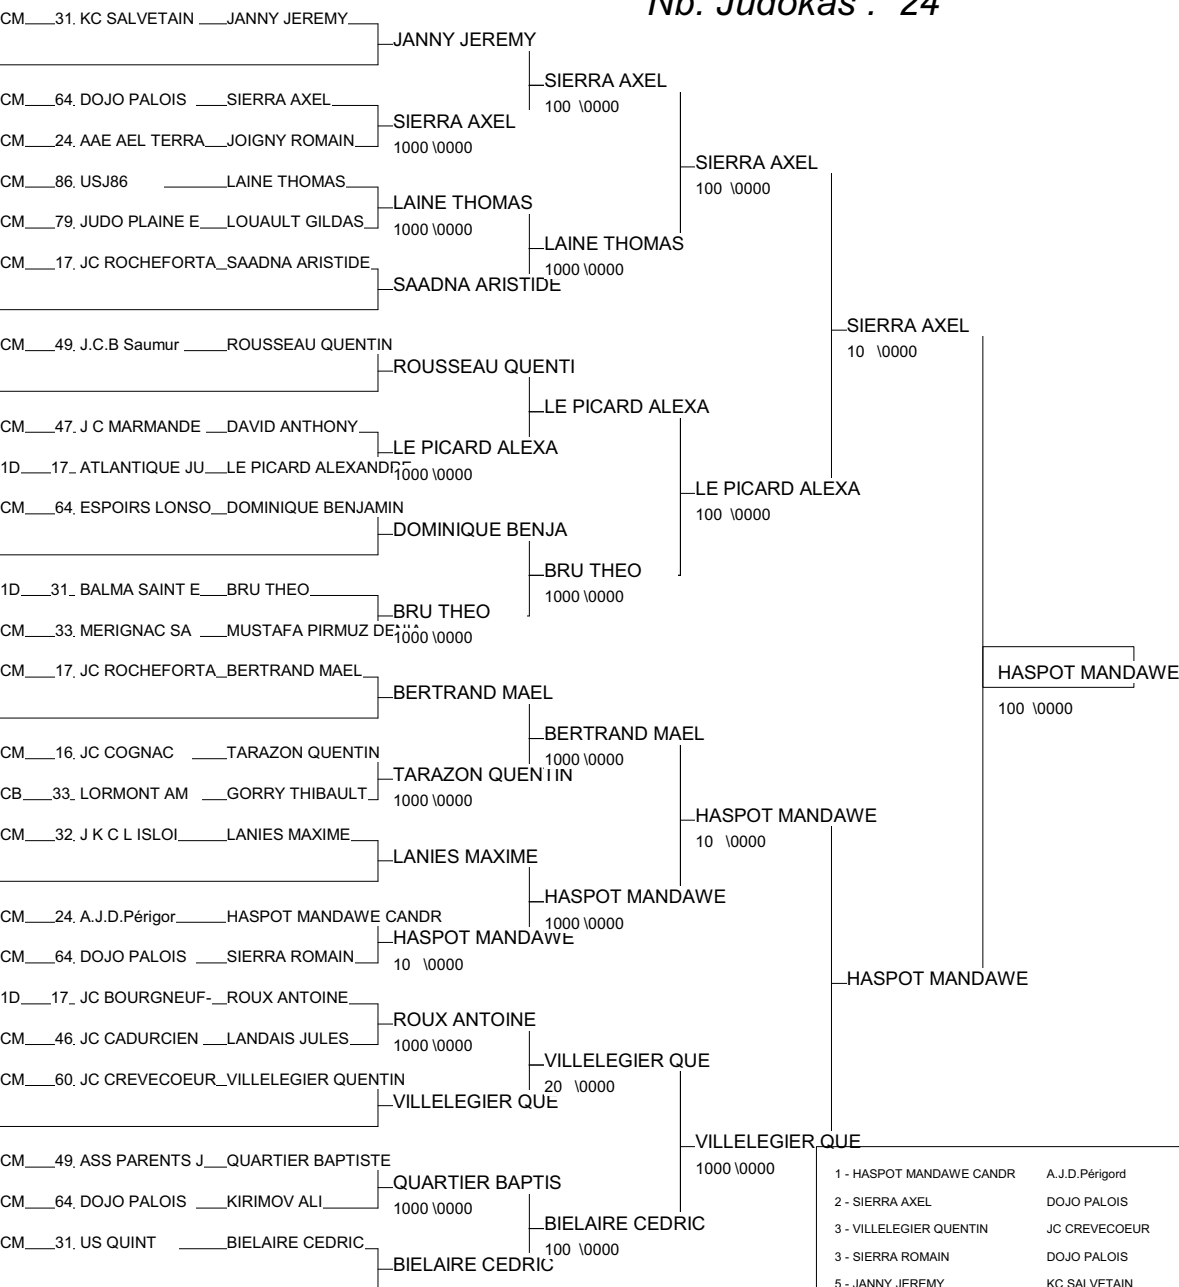 Nb. Judokas : 24
CM 31. KC SALVETAIN JANNY JEREMY
JANNY JEREMY
SIERRA AXEL
100 \0000
CM 64. DOJO PALOIS SIERRA AXEL
SIERRA AXEL
1000 \0000
CM 24. AAE AEL TERRA JOIGNY ROMAIN
SIERRA AXEL
100 \0000
CM 86. USJ86 LAINE THOMAS
LAINE THOMAS
1000 \0000
CM 79. JUDO PLAINE E LOUAULT GILDAS
LAINE THOMAS
1000 \0000
CM 17. JC ROCHEFORTA SAADNA ARISTIDE
SAADNA ARISTIDE
SIERRA AXEL
10 \0000
CM 49. J.C.B Saumur ROUSSEAU QUENTIN
ROUSSEAU QUENTI
LE PICARD ALEXA
CM 47. J C MARMANDE DAVID ANTHONY
LE PICARD ALEXA
1000 \0000
1D 17_ ATLANTIQUE JU LE PICARD ALEXANDRE
LE PICARD ALEXA
100 \0000
CM 64. ESPOIRS LONSO DOMINIQUE BENJAMIN
DOMINIQUE BENJA
BRU THEO
1000 \0000
1D 31_ BALMA SAINT E BRU THEO
BRU THEO
1000 \0000
CM 33. MERIGNAC SA MUSTAFA PIRMUZ
HASPOT MANDAWE
100 \0000
CM 17. JC ROCHEFORTA BERTRAND MAEL
BERTRAND MAEL
BERTRAND MAEL
1000 \0000
CM 16. JC COGNAC TARAZON QUENTIN
TARAZON QUENTIN
1000 \0000
CB 33_ LORMONT AM GORRY THIBAULT
HASPOT MANDAWE
10 \0000
CM 32. J K C L ISLOI LANIES MAXIME
LANIES MAXIME
HASPOT MANDAWE
1000 \0000
CM 24. A.J.D.Périgor HASPOT MANDAWE CANDR
HASPOT MANDAWE
10 \0000
CM 64. DOJO PALOIS SIERRA ROMAIN
HASPOT MANDAWE
1D 17_ JC BOURGNEUF- ROUX ANTOINE
ROUX ANTOINE
1000 \0000
CM 46. JC CADURCIEN LANDAIS JULES
VILLELEGIER QUE
20 \0000
CM 60. JC CREVECOEUR VILLELEGIER QUENTIN
VILLELEGIER QUE
VILLELEGIER QUE
1000 \0000
CM 49. ASS PARENTS J QUARTIER BAPTISTE
QUARTIER BAPTIS
1000 \0000
CM 64. DOJO PALOIS KIRIMOV ALI
BIELAIRE CEDRIC
100 \0000
CM 31. US QUINT BIELAIRE CEDRIC
BIELAIRE CEDRIC
1 - HASPOT MANDAWE CANDR A.J.D.Périgord
2 - SIERRA AXEL DOJO PALOIS
3 - VILLELEGIER QUENTIN JC CREVECOEUR
3 - SIERRA ROMAIN DOJO PALOIS
5 - JANNY JEREMY KC SALVETAIN